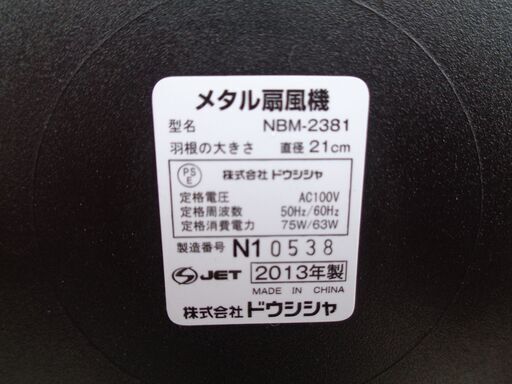 メタル扇風機
型名 NBM-2381
羽根の大きさ 直径 21cm
PS E 株式会社 ドウシシャ
定格電圧 AC100V
定格周波数 50Hz/60Hz
定格消費電力 75W/63W
製造番号 N10538
S JET 2013年製
MADE IN CHINA
株式会社 ドウシシャ